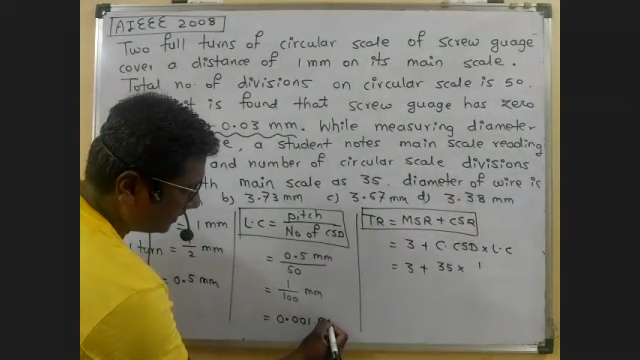 AIEEE 2008
Two full turns of circular scale of screw guage
cover a distance of 1mm on its main scale.
Total no of divisions on circular scale is 50.
it is found that screw guage has zero
-0.03 mm. While measuring diameter
a student notes main scale reading
and number of circular scale divisions
main scale as 35. diameter of wire is
b) 3.73mm c) 3.67mm d) 3.38 mm
= 1 mm
turn = 1/2 mm
= 0.5 mm
L.C = Pitch / No of CSD
= 0.5 mm / 50
= 1/100 mm
= 0.001
TR = MSR + CSR
= 3 + C.CSD x L.C
= 3 + 35 x 1